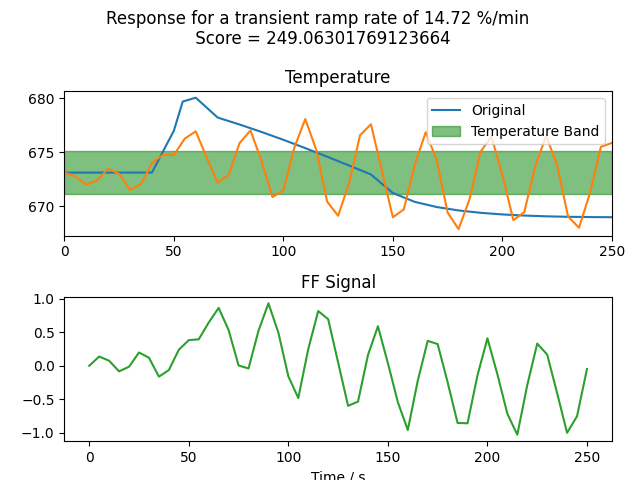 Response for a transient ramp rate of 14.72 %/min
Score = 249.06301769123664
Temperature
680
675
670
Original
Temperature Band
0 50 100 150 200 250
FF Signal
1.0
0.5
0.0
−0.5
−1.0
0 50 100 150 200 250
Time / s